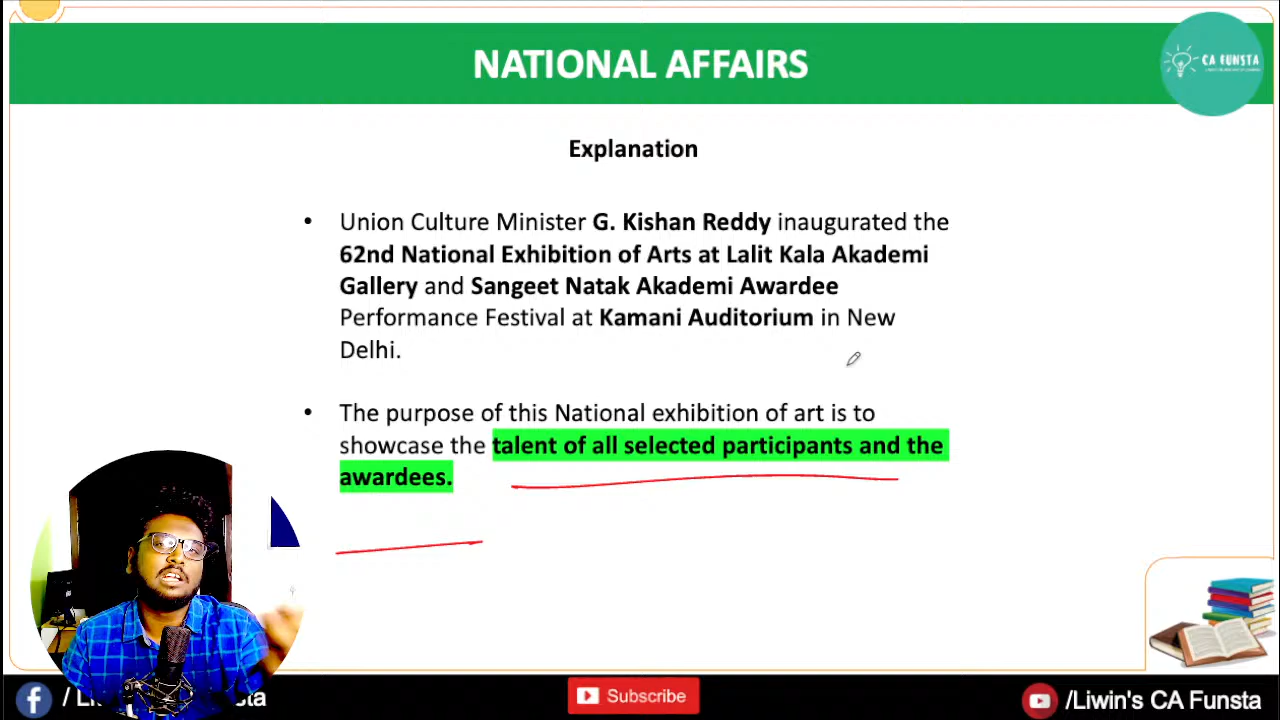 NATIONAL AFFAIRS
CA FUNSTA
Explanation
• Union Culture Minister G. Kishan Reddy inaugurated the
62nd National Exhibition of Arts at Lalit Kala Akademi
Gallery and Sangeet Natak Akademi Awardee
Performance Festival at Kamani Auditorium in New
Delhi.
• The purpose of this National exhibition of art is to
showcase the talent of all selected participants and the
awardees.
Subscribe
/Liwin's CA Funsta